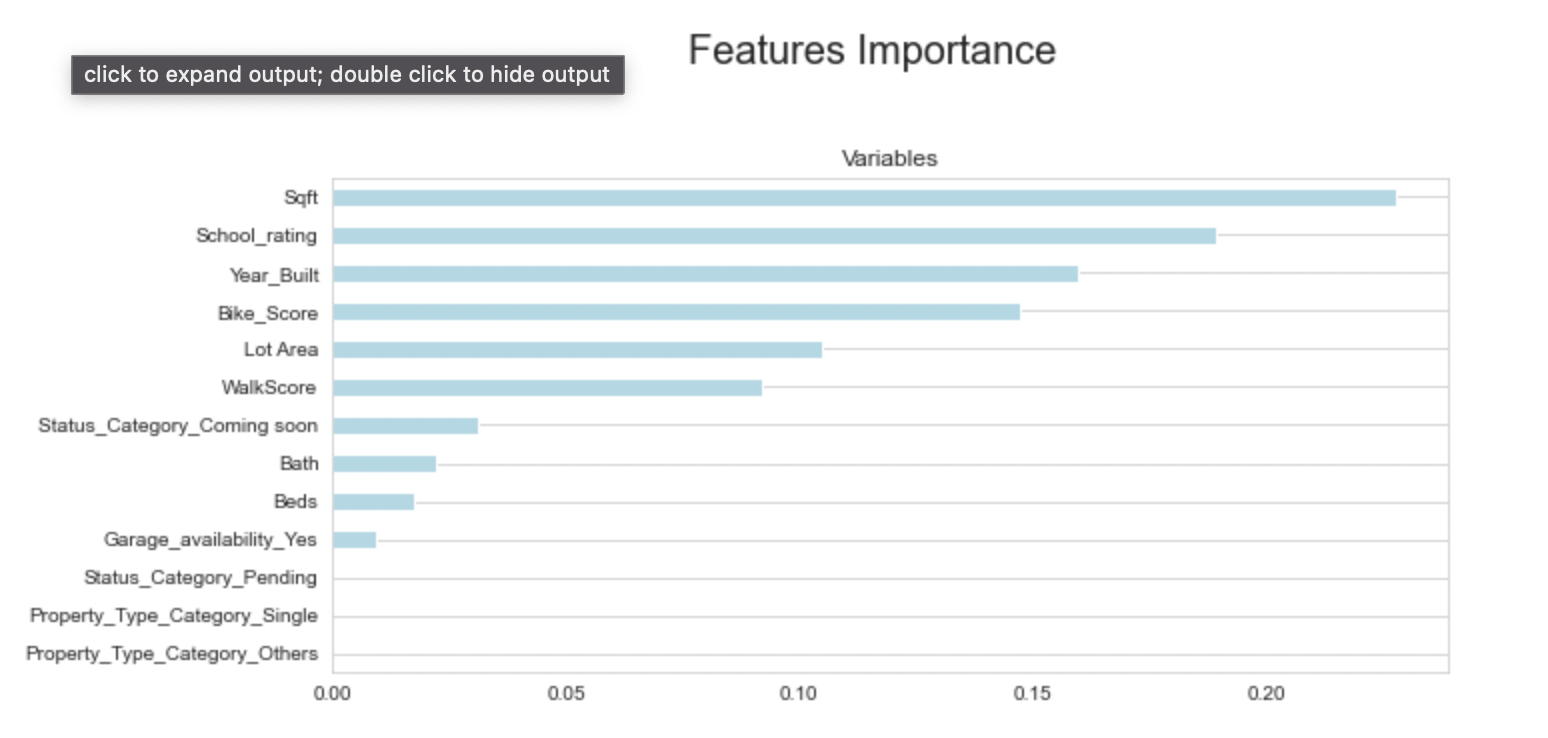 Features Importance
click to expand output; double click to hide output
Variables
Sqft
School_rating
Year_Built
Bike_Score
Lot Area
WalkScore
Status_Category_Coming soon
Bath
Beds
Garage_availability_Yes
Status_Category_Pending
Property_Type_Category_Single
Property_Type_Category_Others
0.00 0.05 0.10 0.15 0.20